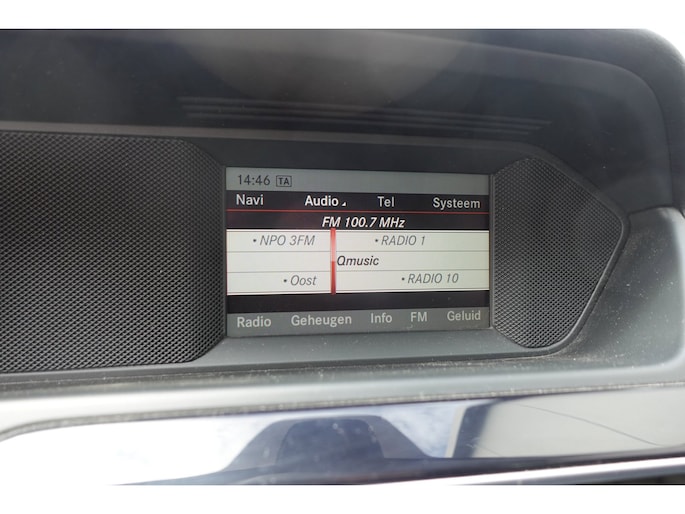 14:46 TA
Navi Audio Tel Systeem
FM 100.7 MHz
• NPO 3FM • RADIO 1
Qmusic
• Oost • RADIO 10
Radio Geheugen Info FM Geluid